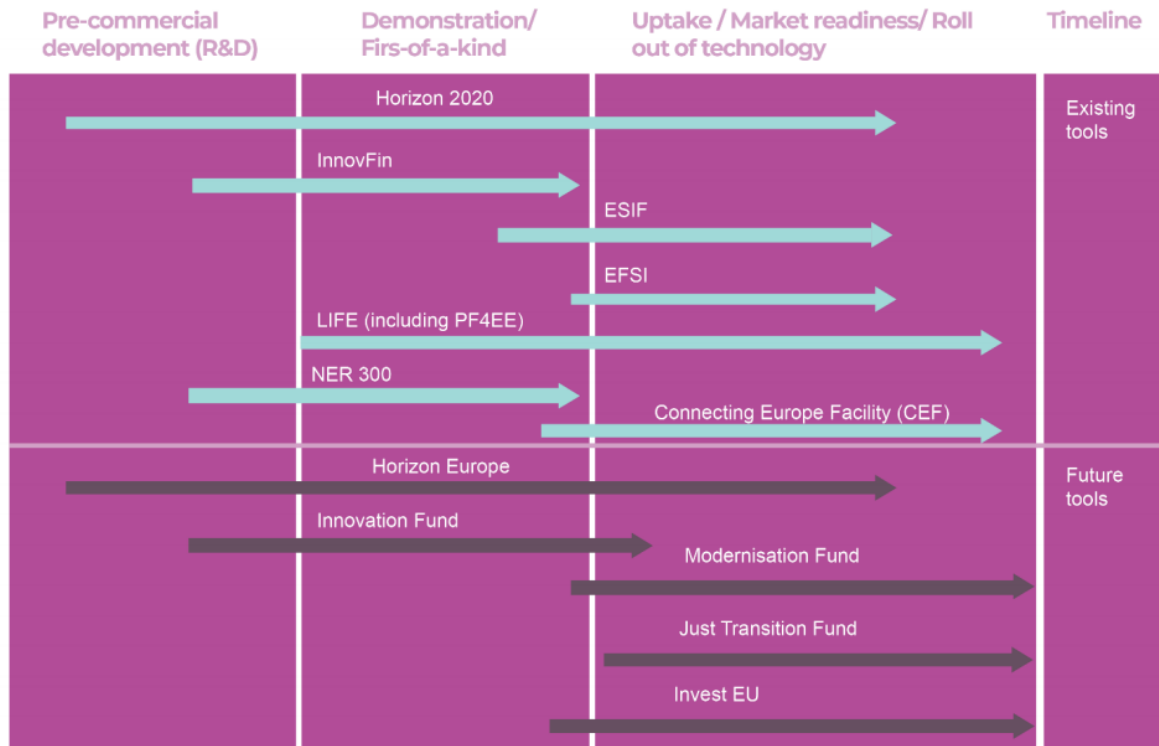 Pre-commercial
development (R&D)
Demonstration/
Firs-of-a-kind
Uptake / Market readiness/ Roll
out of technology
Timeline
Horizon 2020
Existing
tools
InnovFin
ESIF
EFSI
LIFE (including PF4EE)
NER 300
Connecting Europe Facility (CEF)
Horizon Europe
Future
tools
Innovation Fund
Modernisation Fund
Just Transition Fund
Invest EU